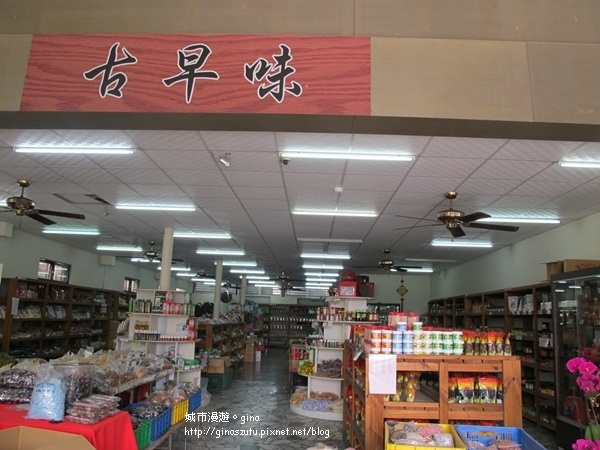 古早味
城市漫遊。gina
http://ginaszutu.pixnet.net/blog